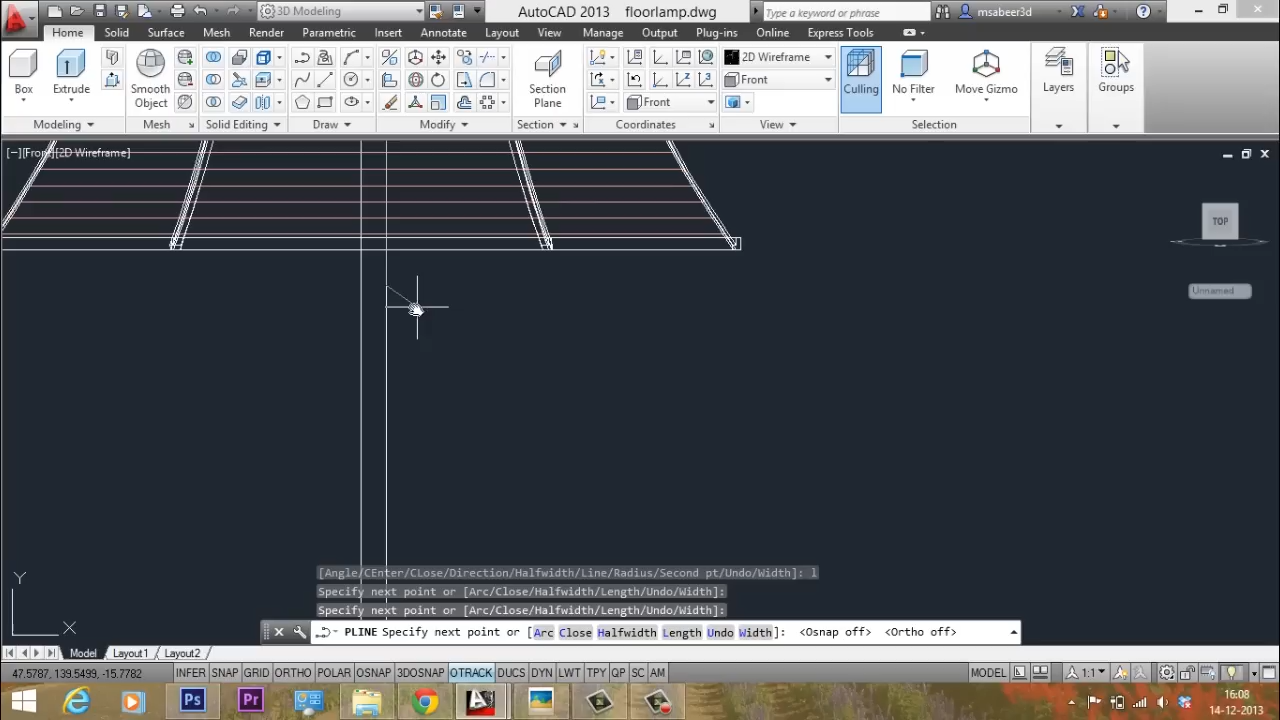 3D Modeling
AutoCAD 2013 floorlamp.dwg
Type a keyword or phrase
msabeer3d
Home Solid Surface Mesh Render Parametric Insert Annotate Layout View Manage Output Plug-ins Online Express Tools
Box
Extrude
Smooth
Object
Section
Plane
Front
2D Wireframe
Front
Culling
No Filter
Move Gizmo
Layers
Groups
Modeling
Mesh
Solid Editing
Draw
Modify
Section
Coordinates
View
Selection
[−][Front][2D Wireframe]
TOP
Unnamed
[Angle/CEnter/CLose/Direction/Halfwidth/Line/Radius/Second pt/Undo/Width]: l
Specify next point or [Arc/Close/Halfwidth/Length/Undo/Width]:
Specify next point or [Arc/Close/Halfwidth/Length/Undo/Width]:
PLINE Specify next point or [Arc Close Halfwidth Length Undo Width]: <Osnap off> <Ortho off>
Y
X
Model Layout1 Layout2
47.5787, 139.5499, -15.7782
INFER SNAP GRID ORTHO POLAR OSNAP 3DOSNAP OTRACK DUCS DYN LWT TPY QP SC AM
MODEL
1:1
Ps
Pr
16:08
14-12-2013